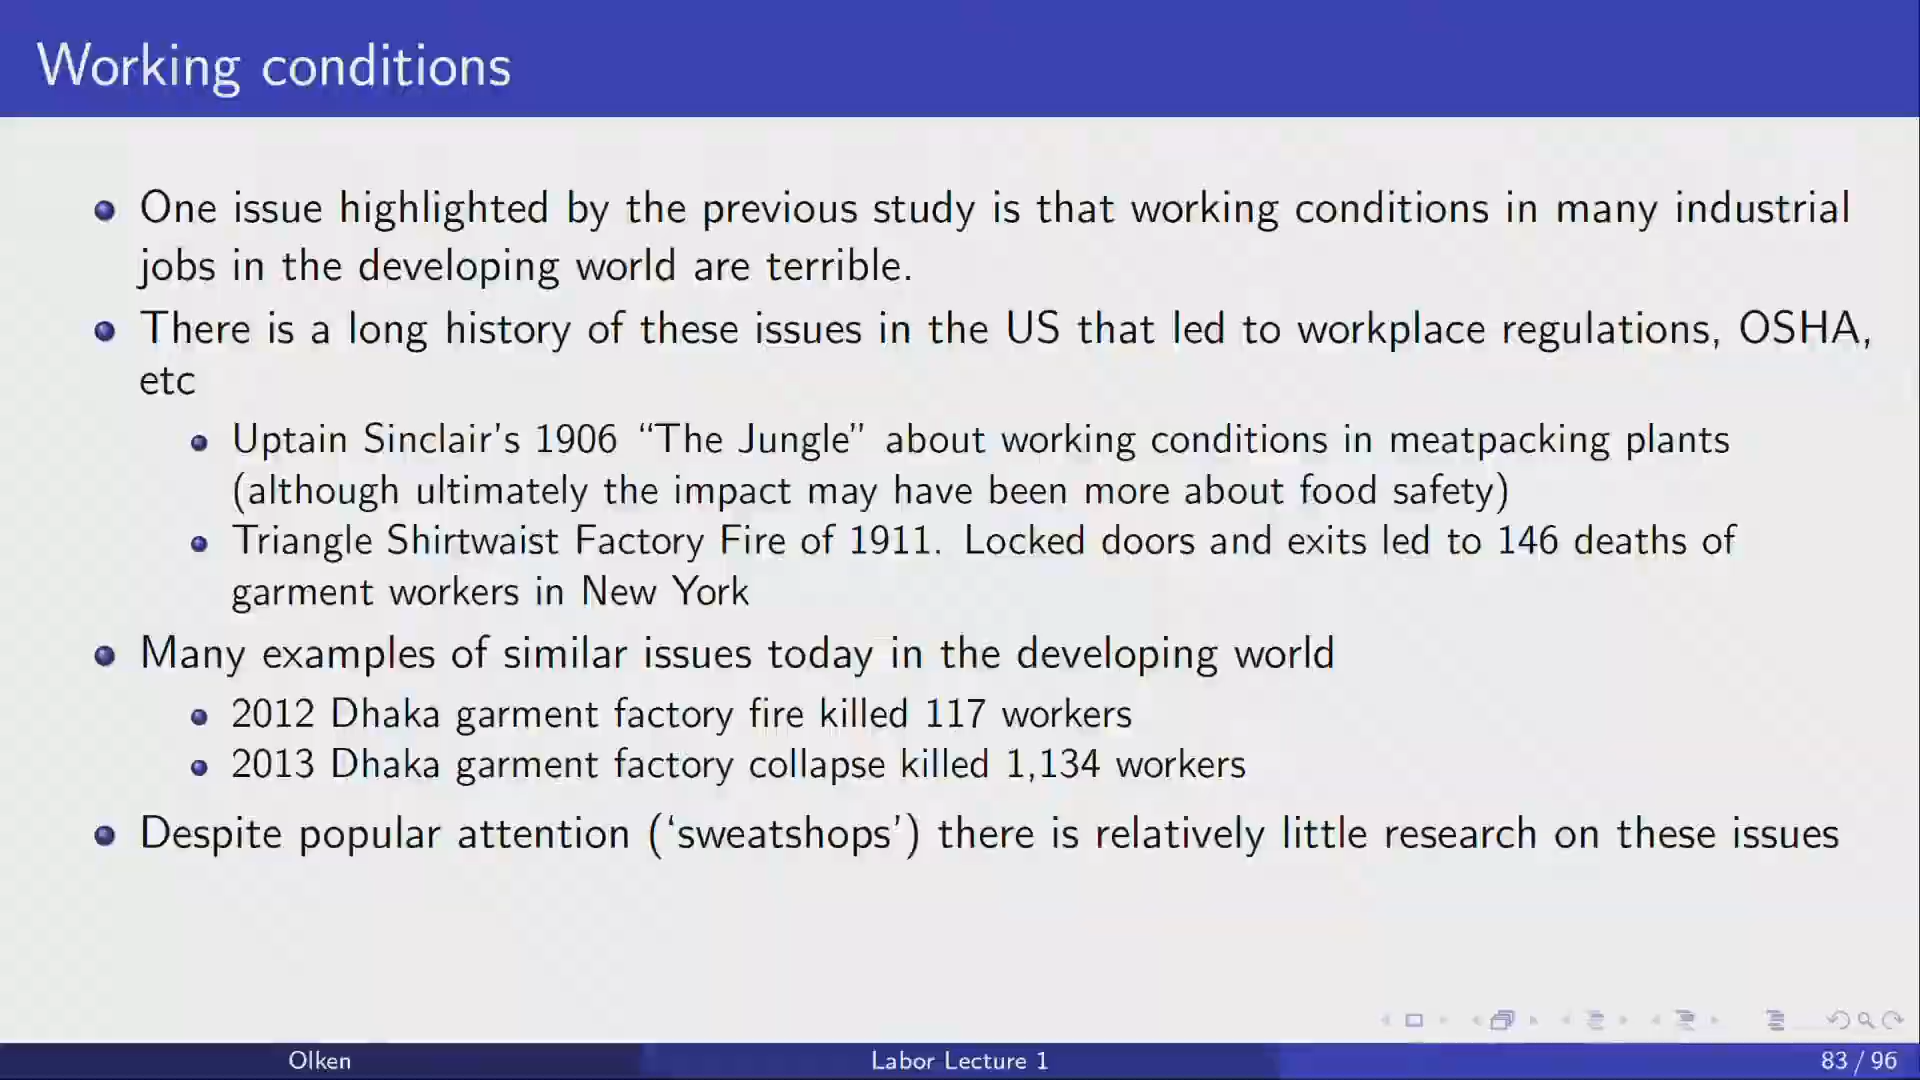 Working conditions
One issue highlighted by the previous study is that working conditions in many industrial
jobs in the developing world are terrible.
There is a long history of these issues in the US that led to workplace regulations, OSHA,
etc
Uptain Sinclair's 1906 “The Jungle” about working conditions in meatpacking plants
(although ultimately the impact may have been more about food safety)
Triangle Shirtwaist Factory Fire of 1911. Locked doors and exits led to 146 deaths of
garment workers in New York
Many examples of similar issues today in the developing world
2012 Dhaka garment factory fire killed 117 workers
2013 Dhaka garment factory collapse killed 1,134 workers
Despite popular attention (‘sweatshops’) there is relatively little research on these issues
Olken
Labor Lecture 1
83 / 96